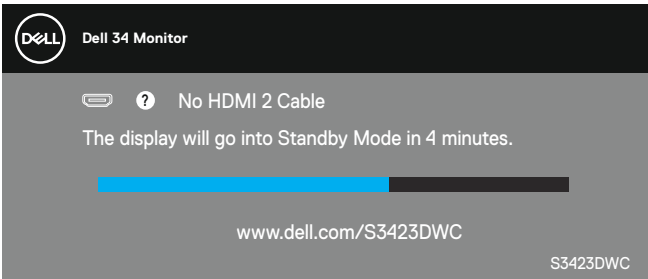 DELL
Dell 34 Monitor
? No HDMI 2 Cable
The display will go into Standby Mode in 4 minutes.
www.dell.com/S3423DWC
S3423DWC